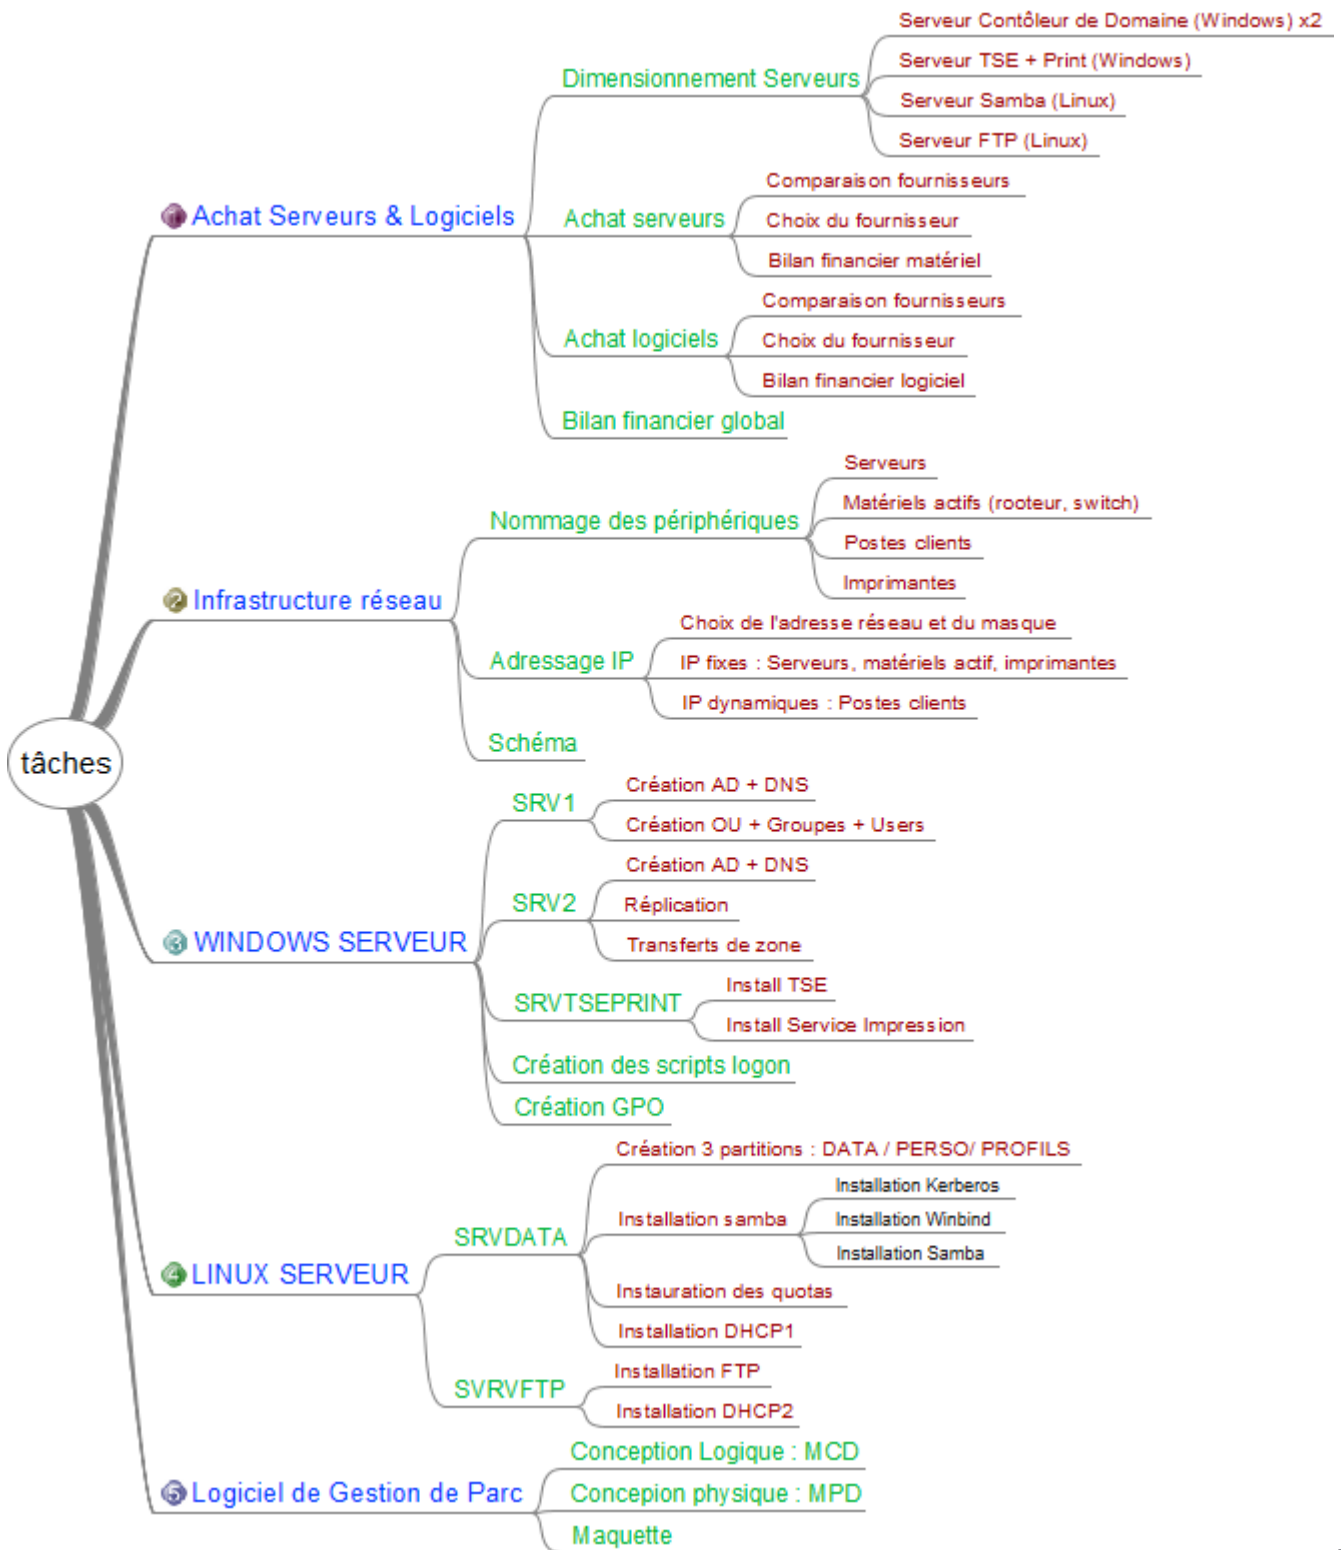 tâches
1 Achat Serveurs & Logiciels
Dimensionnement Serveurs
Serveur Contôleur de Domaine (Windows) x2
Serveur TSE + Print (Windows)
Serveur Samba (Linux)
Serveur FTP (Linux)
Achat serveurs
Comparaison fournisseurs
Choix du fournisseur
Bilan financier matériel
Achat logiciels
Comparaison fournisseurs
Choix du fournisseur
Bilan financier logiciel
Bilan financier global
2 Infrastructure réseau
Nommage des périphériques
Serveurs
Matériels actifs (rooteur, switch)
Postes clients
Imprimantes
Adressage IP
Choix de l'adresse réseau et du masque
IP fixes : Serveurs, matériels actif, imprimantes
IP dynamiques : Postes clients
Schéma
3 WINDOWS SERVEUR
SRV1
Création AD + DNS
Création OU + Groupes + Users
SRV2
Création AD + DNS
Réplication
Transferts de zone
SRVTSEPRINT
Install TSE
Install Service Impression
Création des scripts logon
Création GPO
4 LINUX SERVEUR
SRVDATA
Création 3 partitions : DATA / PERSO/ PROFILS
Installation samba
Installation Kerberos
Installation Winbind
Installation Samba
Instauration des quotas
Installation DHCP1
SVRVFTP
Installation FTP
Installation DHCP2
5 Logiciel de Gestion de Parc
Conception Logique : MCD
Concepion physique : MPD
Maquette